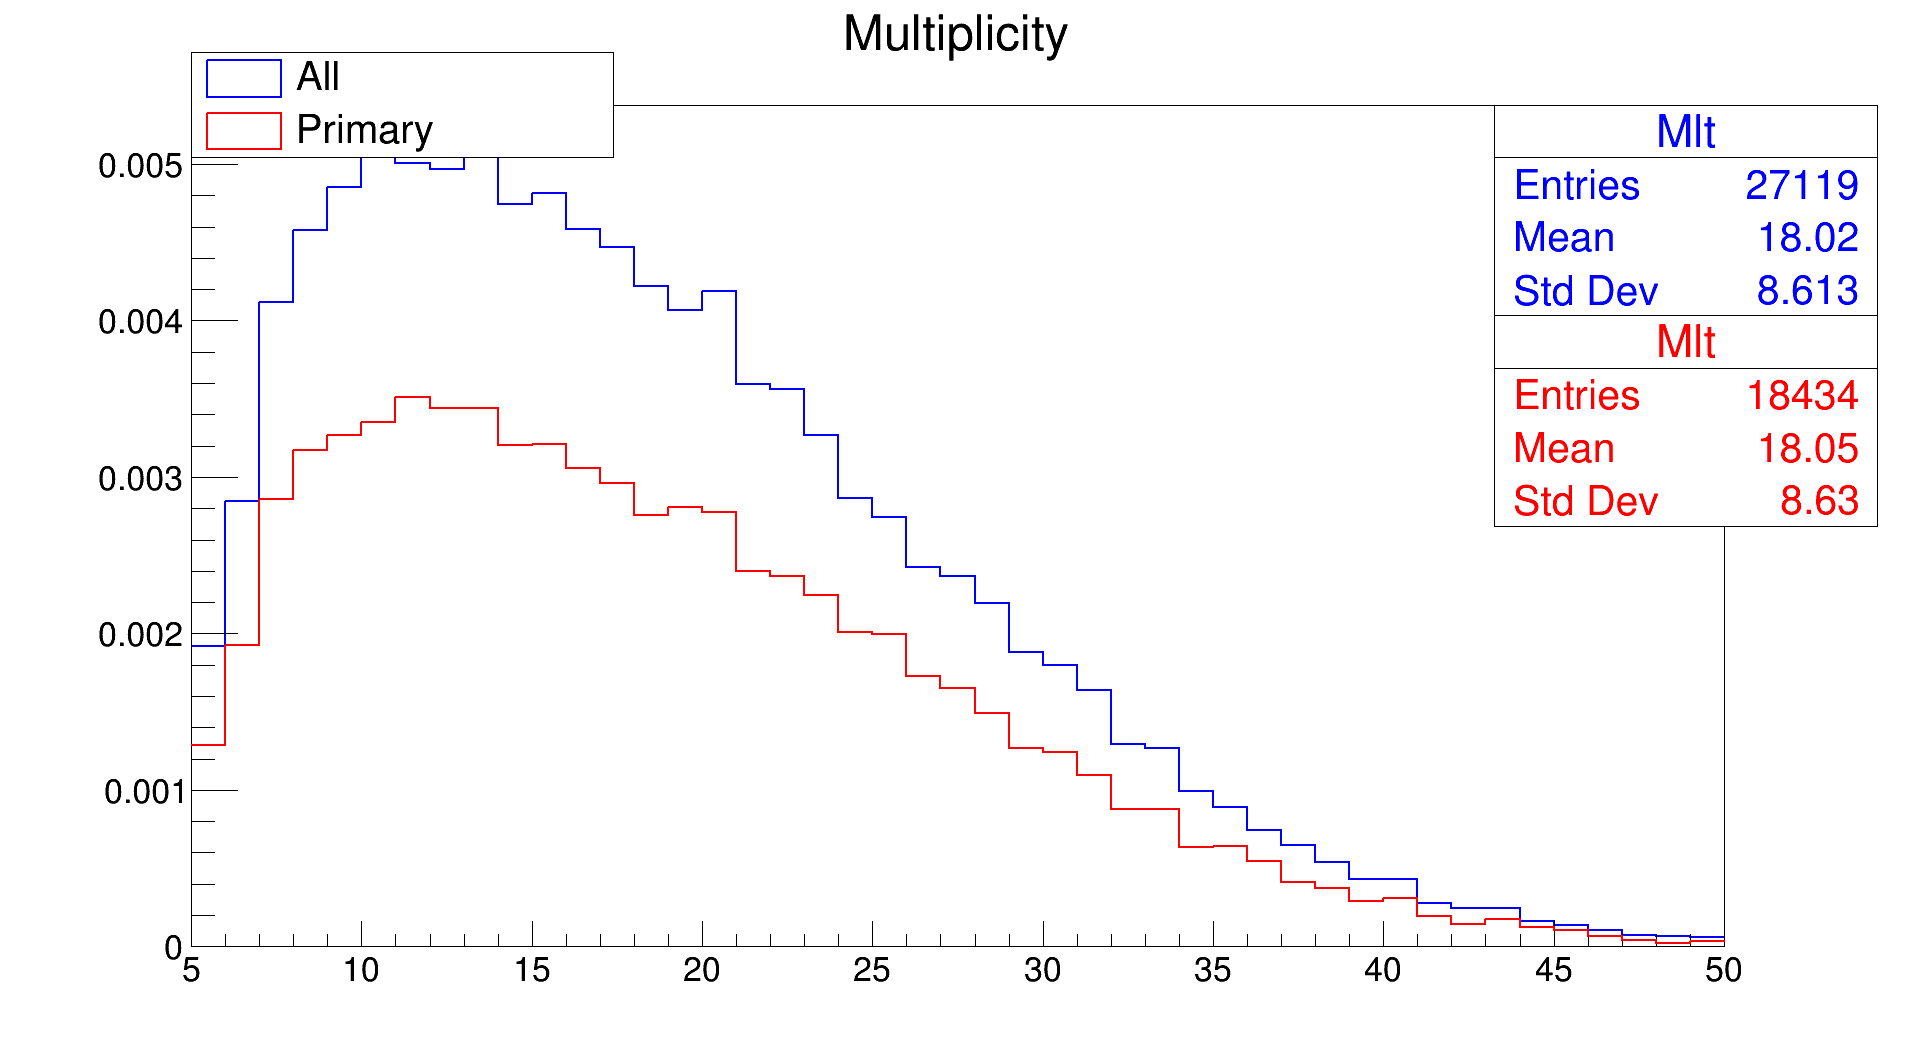 Multiplicity
All
Primary
Mlt
Entries 27119
Mean 18.02
Std Dev 8.613
Mlt
Entries 18434
Mean 18.05
Std Dev 8.63
0.005
0.004
0.003
0.002
0.001
0
5 10 15 20 25 30 35 40 45 50